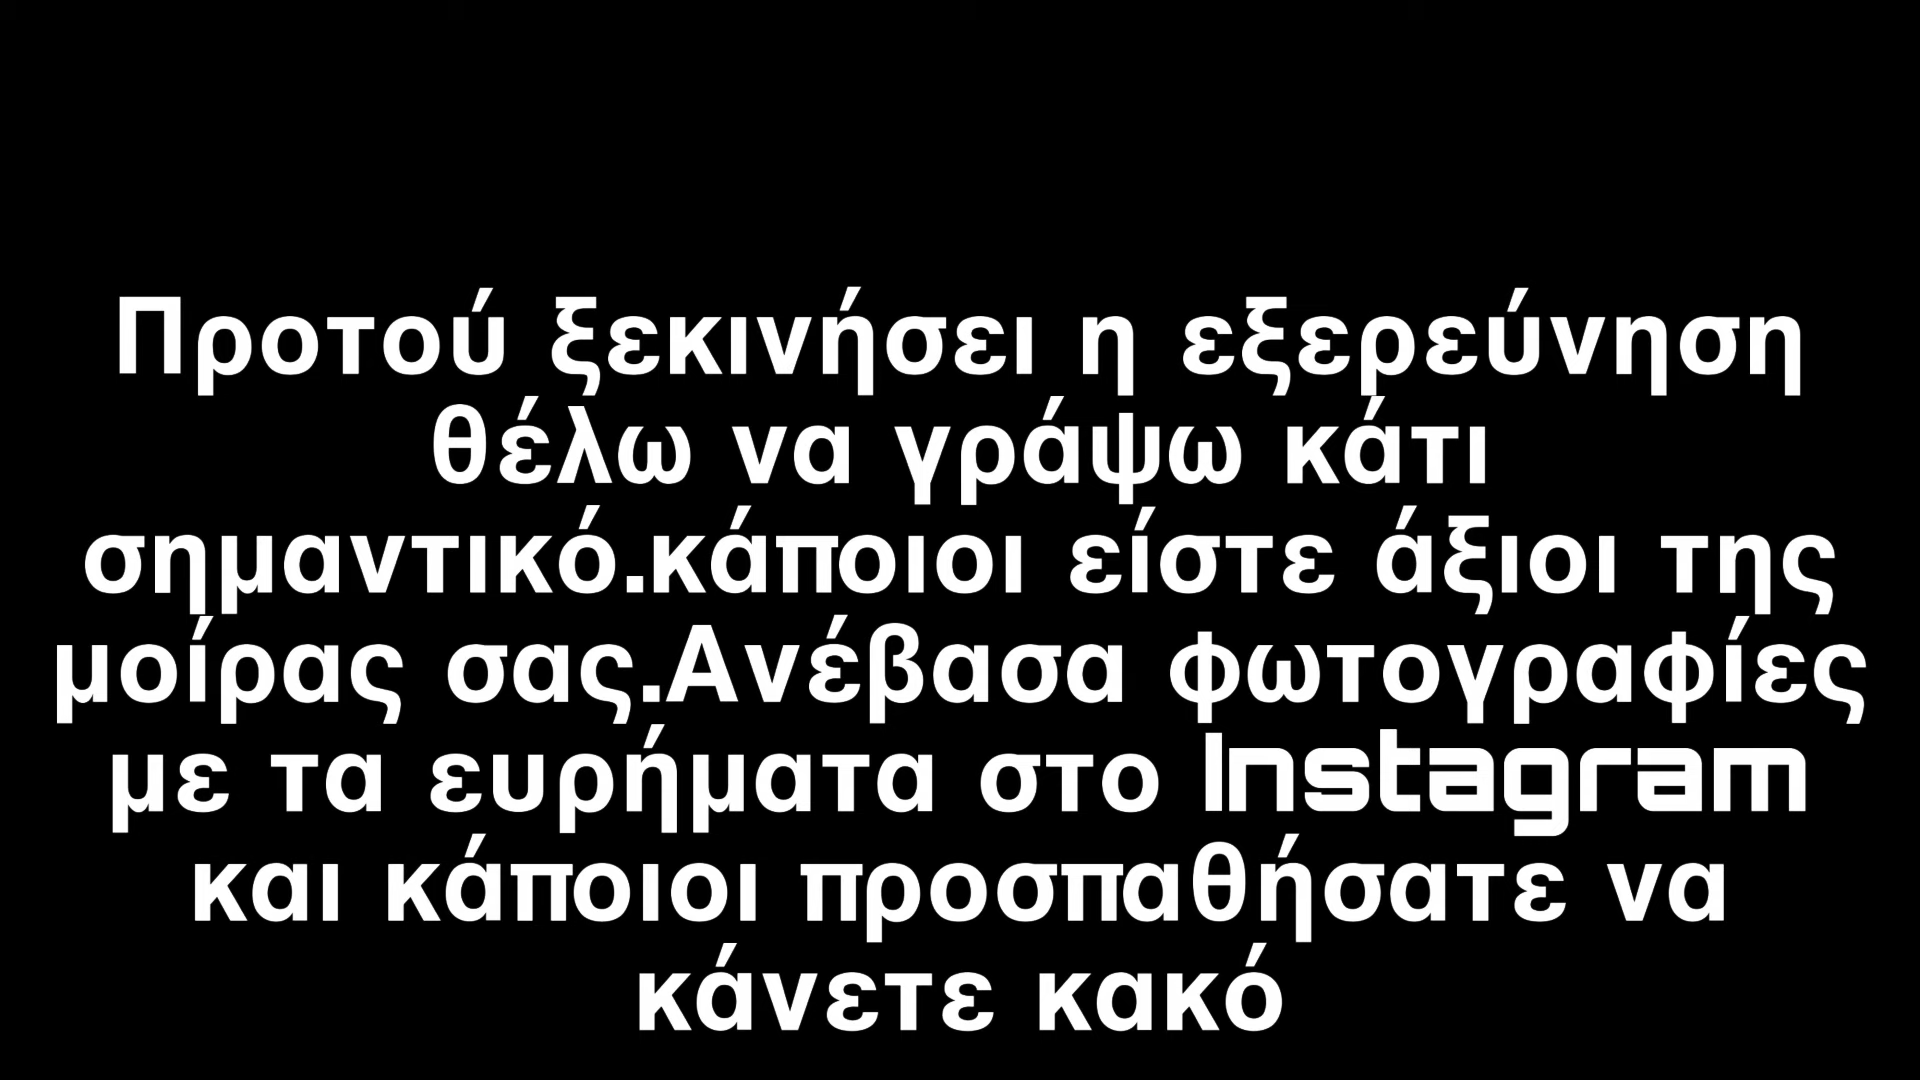 Προτού ξεκινήσει η εξερεύνηση
θέλω να γράψω κάτι
σημαντικό.κάποιοι είστε άξιοι της
μοίρας σας.Ανέβασα φωτογραφίες
με τα ευρήματα στο Instagram
και κάποιοι προσπαθήσατε να
κάνετε κακό